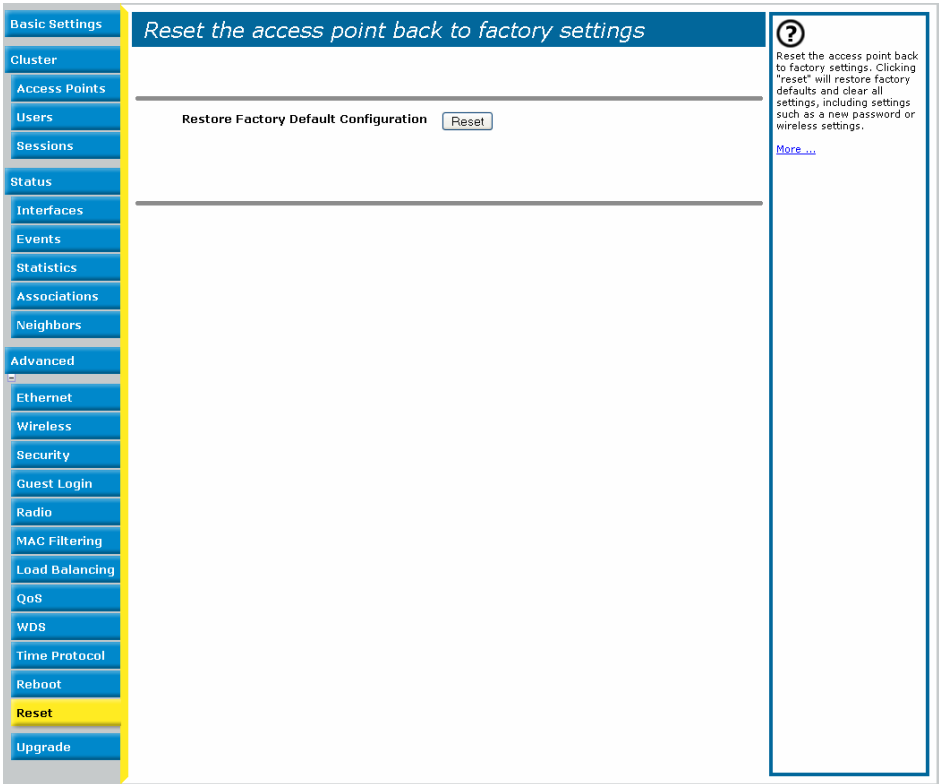 Basic Settings
Cluster
Access Points
Users
Sessions
Status
Interfaces
Events
Statistics
Associations
Neighbors
Advanced
Ethernet
Wireless
Security
Guest Login
Radio
MAC Filtering
Load Balancing
QoS
WDS
Time Protocol
Reboot
Reset
Upgrade
Reset the access point back to factory settings
Restore Factory Default Configuration Reset
?
Reset the access point back
to factory settings. Clicking
"reset" will restore factory
defaults and clear all
settings, including settings
such as a new password or
wireless settings.
More ...